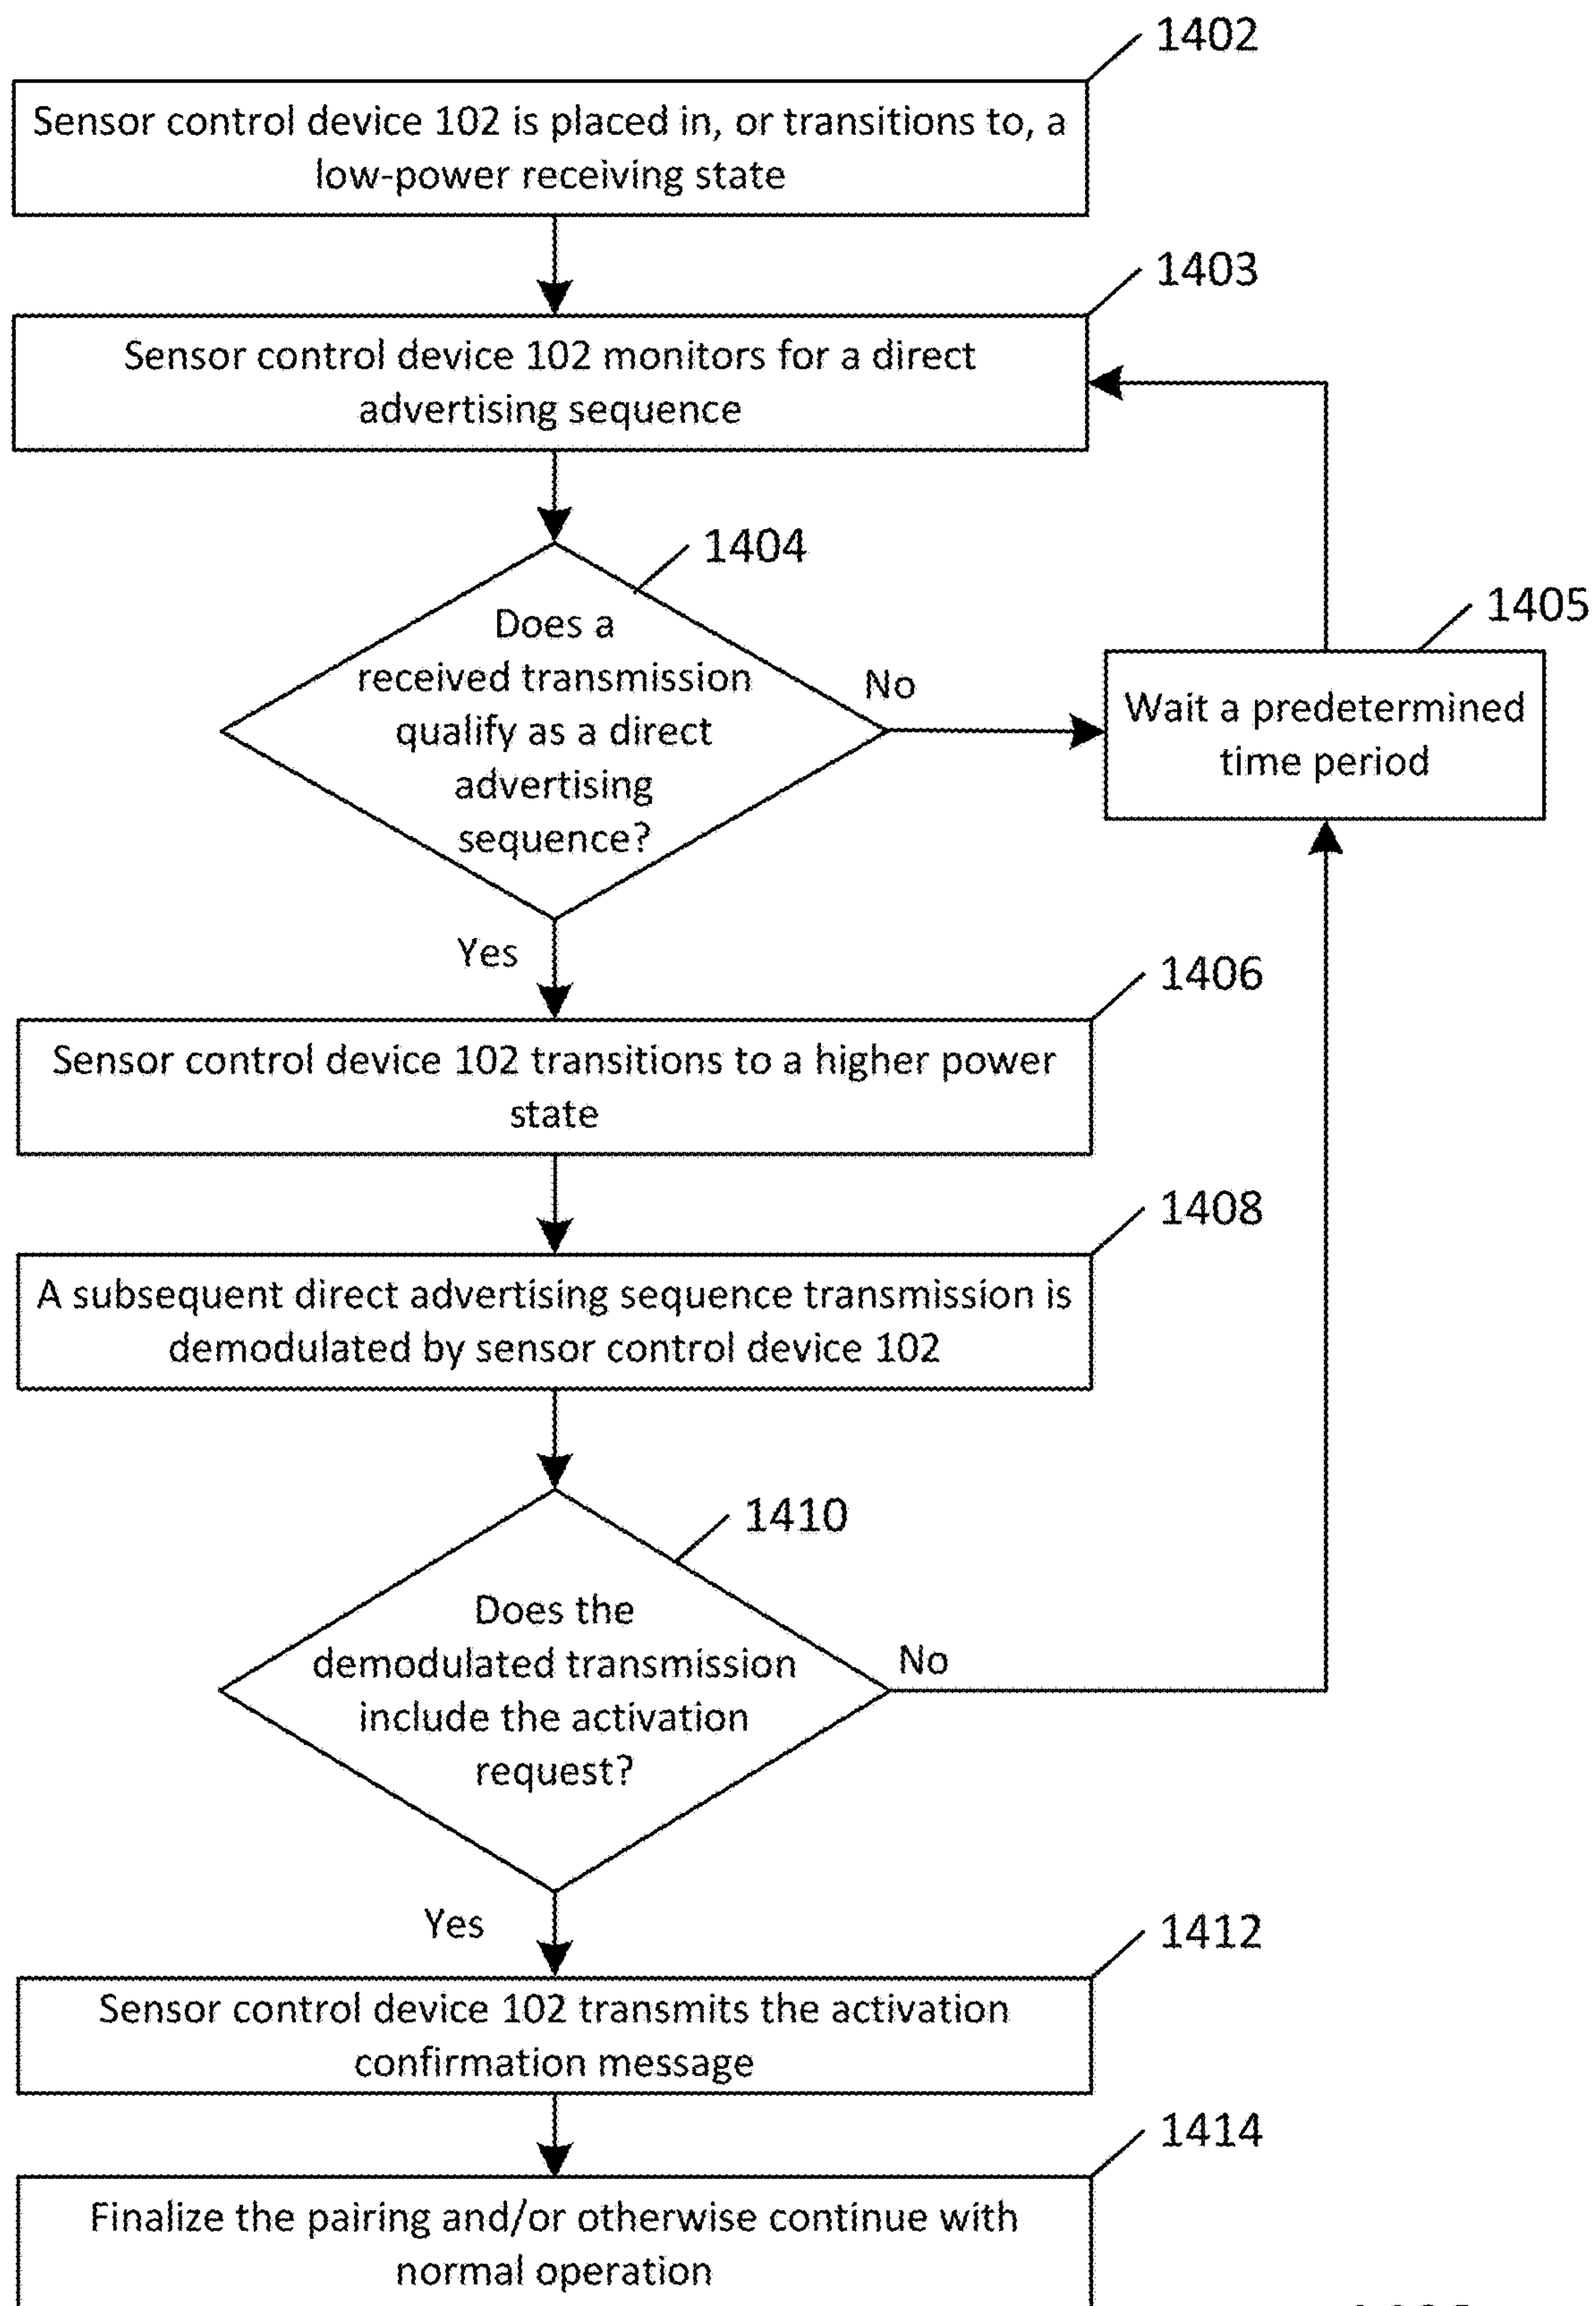 1402
Sensor control device 102 is placed in, or transitions to, a
low-power receiving state
1403
Sensor control device 102 monitors for a direct
advertising sequence
1404
Does a
received transmission
qualify as a direct
advertising
sequence?
No
1405
Wait a predetermined
time period
Yes
1406
Sensor control device 102 transitions to a higher power
state
1408
A subsequent direct advertising sequence transmission is
demodulated by sensor control device 102
1410
Does the
demodulated transmission
include the activation
request?
No
Yes
1412
Sensor control device 102 transmits the activation
confirmation message
1414
Finalize the pairing and/or otherwise continue with
normal operation